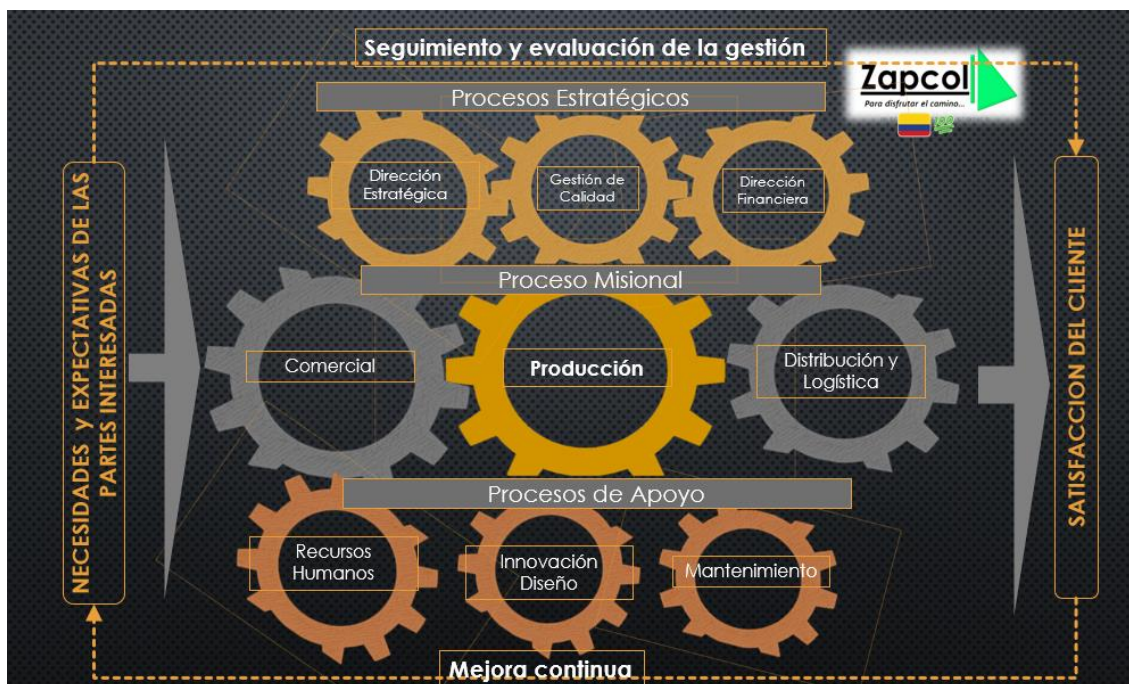 Seguimiento y evaluación de la gestión
Zapcol
Para disfrutar el camino...
Procesos Estratégicos
Dirección
Estratégica
Gestión de
Calidad
Dirección
Financiera
NECESIDADES y EXPECTATIVAS DE LAS
PARTES INTERESADAS
Proceso Misional
Comercial
Producción
Distribución y
Logística
SATISFACCION DEL CLIENTE
Procesos de Apoyo
Recursos
Humanos
Innovación
Diseño
Mantenimiento
Mejora continua